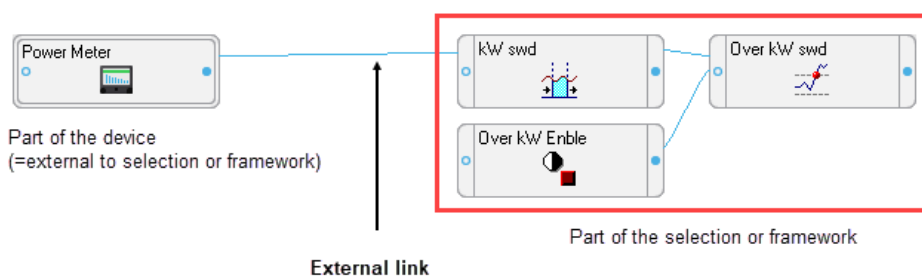 Power Meter
kW swd
Over kW swd
Over kW Enble
Part of the device
(=external to selection or framework)
Part of the selection or framework
External link